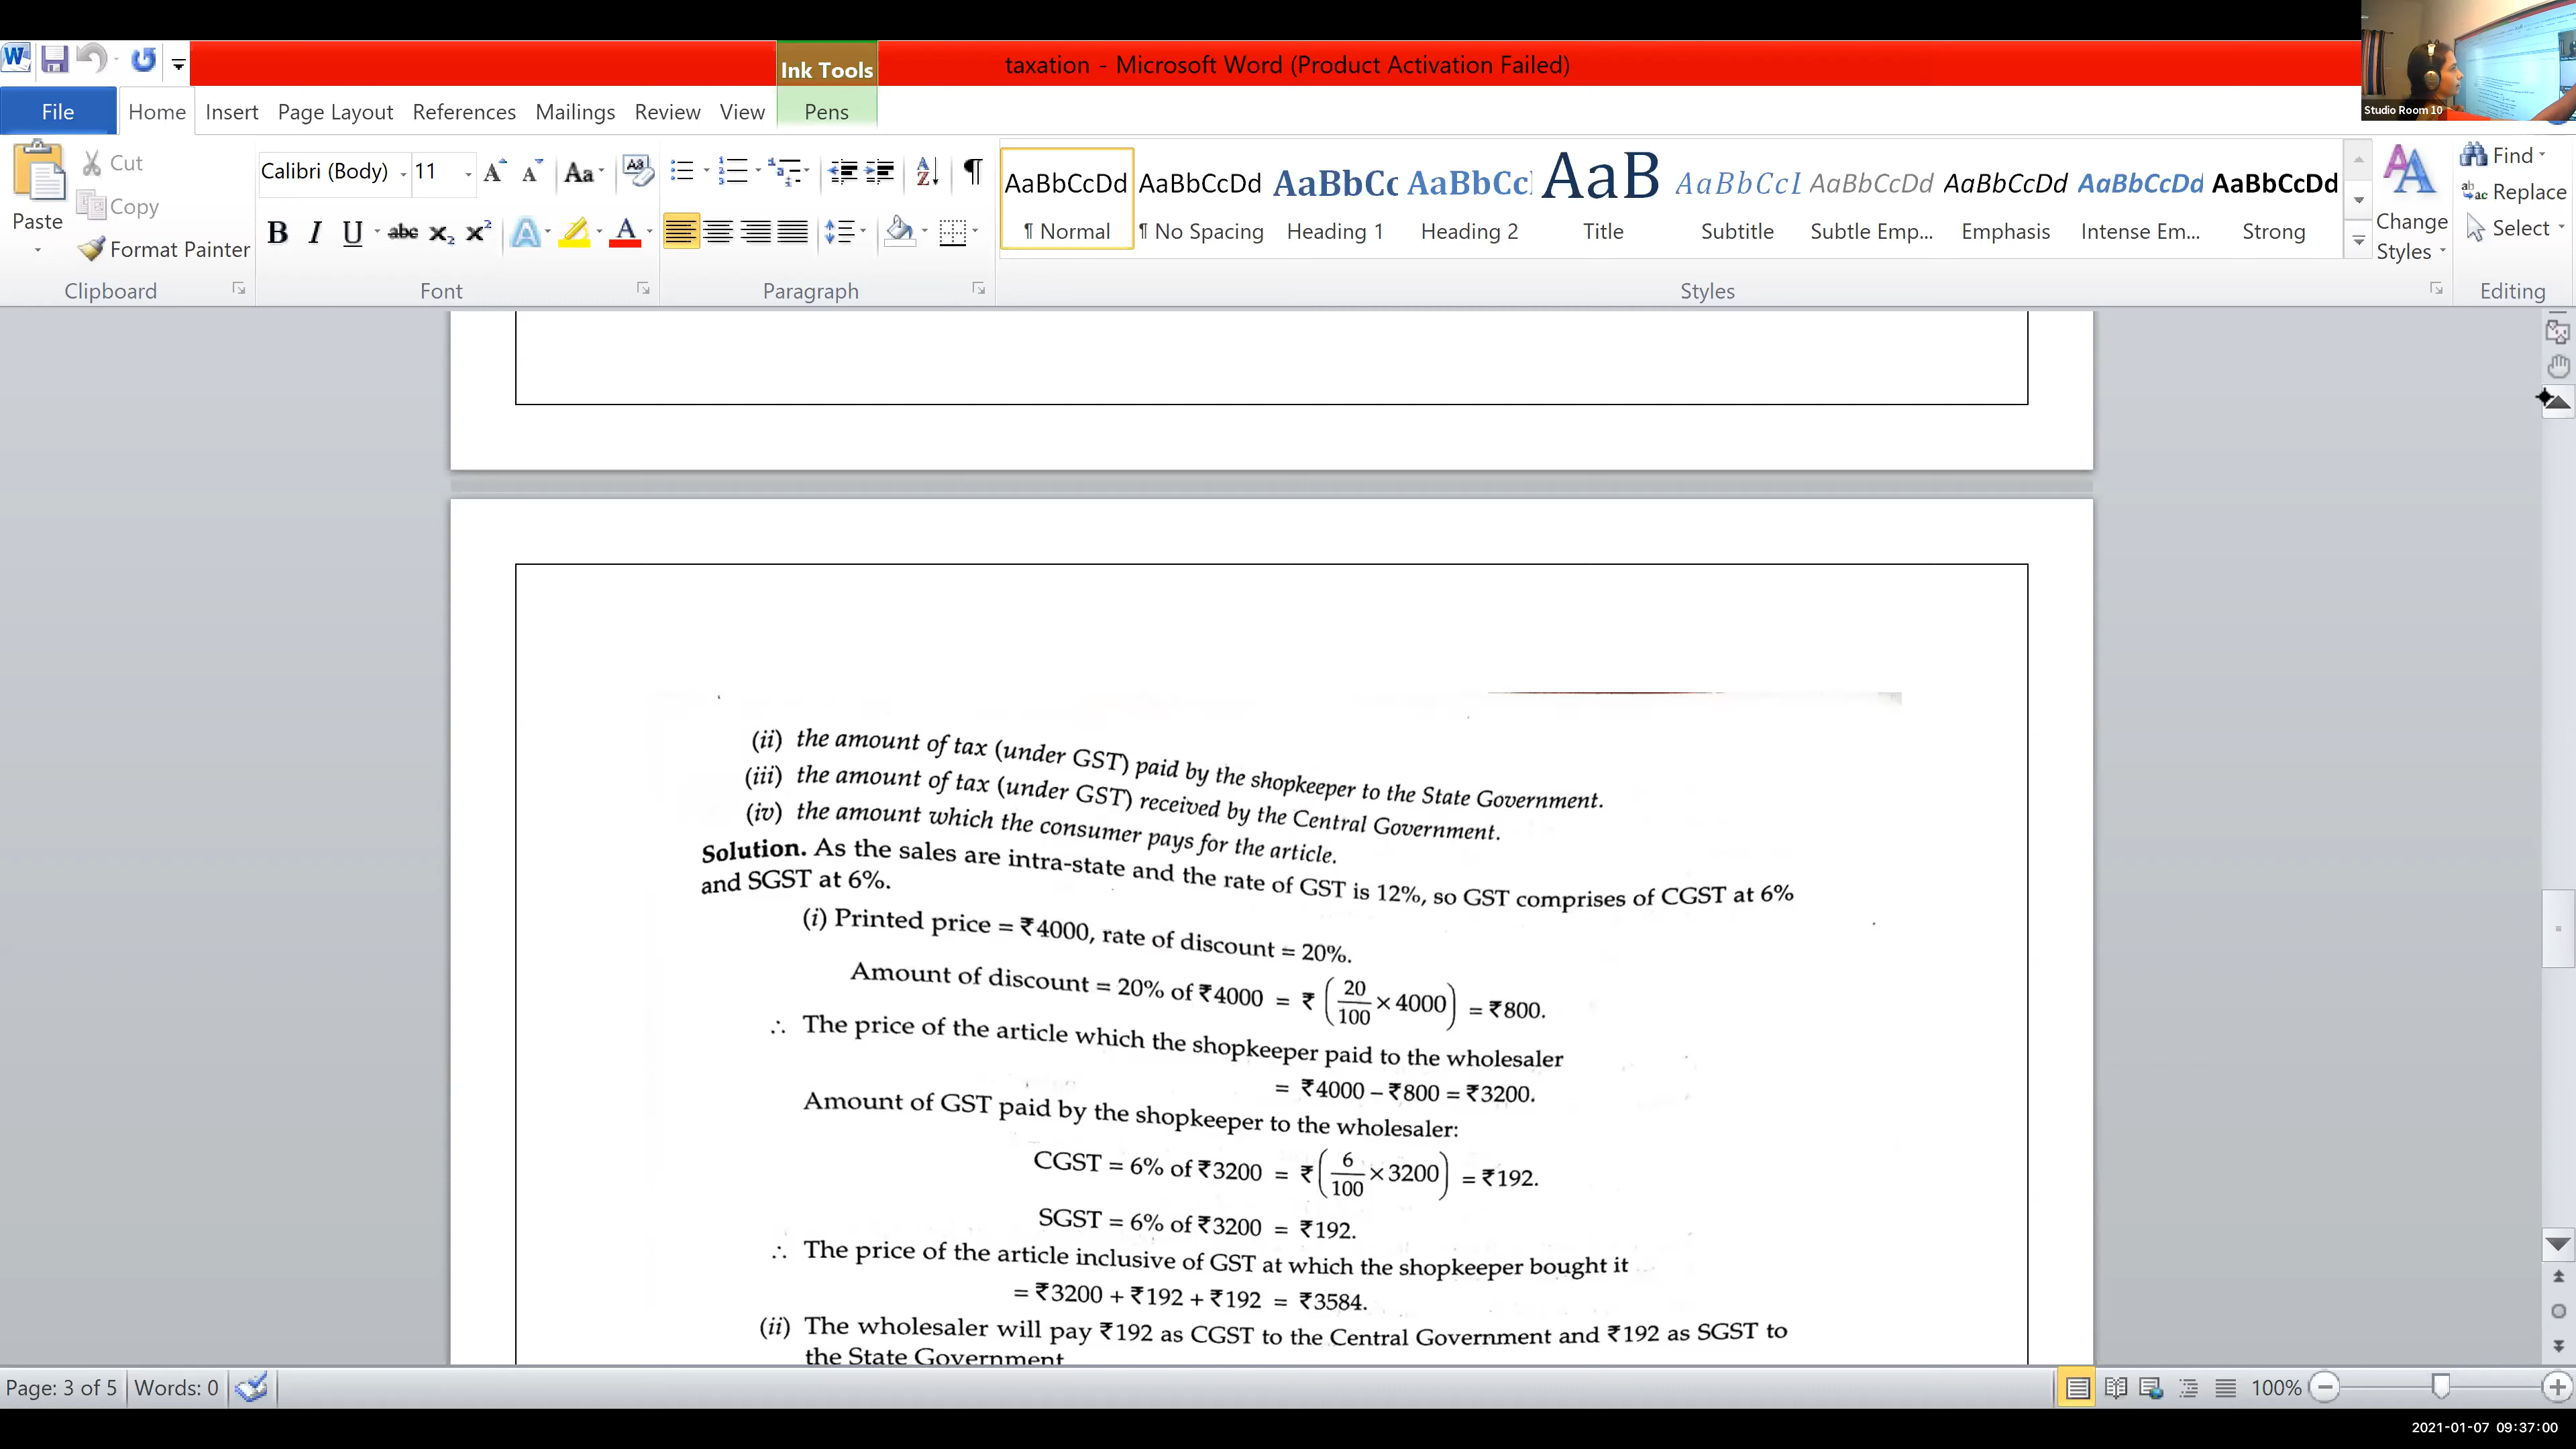 Ink Tools
taxation - Microsoft Word (Product Activation Failed)
Studio Room 10
File Home Insert Page Layout References Mailings Review View Pens
Paste
Cut
Copy
Format Painter
Clipboard
Calibri (Body) 11
Font
Paragraph
AaBbCcDd AaBbCcDd AaBbCc AaBbCc AaB AaBbCcI AaBbCcDd AaBbCcDd AaBbCcDd AaBbCcDd
¶ Normal ¶ No Spacing Heading 1 Heading 2 Title Subtitle Subtle Emp... Emphasis Intense Em... Strong
Styles
Change Styles
Find
Replace
Select
Editing
(ii) the amount of tax (under GST) paid by the shopkeeper to the State Government.
(iii) the amount of tax (under GST) received by the Central Government.
(iv) the amount which the consumer pays for the article.
Solution. As the sales are intra-state and the rate of GST is 12%, so GST comprises of CGST at 6%
and SGST at 6%.
(i) Printed price = ₹4000, rate of discount = 20%.
Amount of discount = 20% of ₹4000 = ₹ (20/100 × 4000) = ₹800.
∴ The price of the article which the shopkeeper paid to the wholesaler
= ₹4000 – ₹800 = ₹3200.
Amount of GST paid by the shopkeeper to the wholesaler:
CGST = 6% of ₹3200 = ₹ (6/100 × 3200) = ₹192.
SGST = 6% of ₹3200 = ₹192.
∴ The price of the article inclusive of GST at which the shopkeeper bought it
= ₹3200 + ₹192 + ₹192 = ₹3584.
(ii) The wholesaler will pay ₹192 as CGST to the Central Government and ₹192 as SGST to
the State Government
Page: 3 of 5 Words: 0 100%
2021-01-07 09:37:00